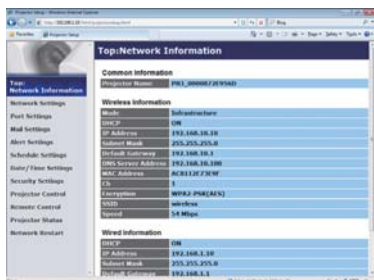 Top:Network Information
Common Information
Projector Name
Wireless Information
Mode Infrastructure
DHCP ON
IP Address 192.168.10.10
Subnet Mask 255.255.255.0
Default Gateway 192.168.10.1
DNS Server Address 192.168.10.100
MAC Address
Ch 1
Encryption WPA2-PSK(AES)
SSID wireless
Speed 54 Mbps
Wired Information
DHCP ON
IP Address 192.168.1.10
Subnet Mask 255.255.255.0
Default Gateway 192.168.1.1
Top:
Network Information
Network Settings
Port Settings
Mail Settings
Alert Settings
Schedule Settings
Date/Time Settings
Security Settings
Projector Control
Remote Control
Projector Status
Network Restart